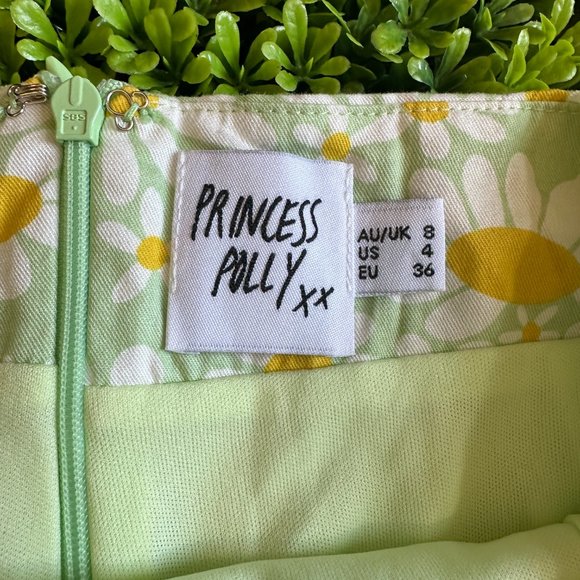 SBS
PRINCESS
POLLY
xx
AU/UK 8
US 4
EU 36